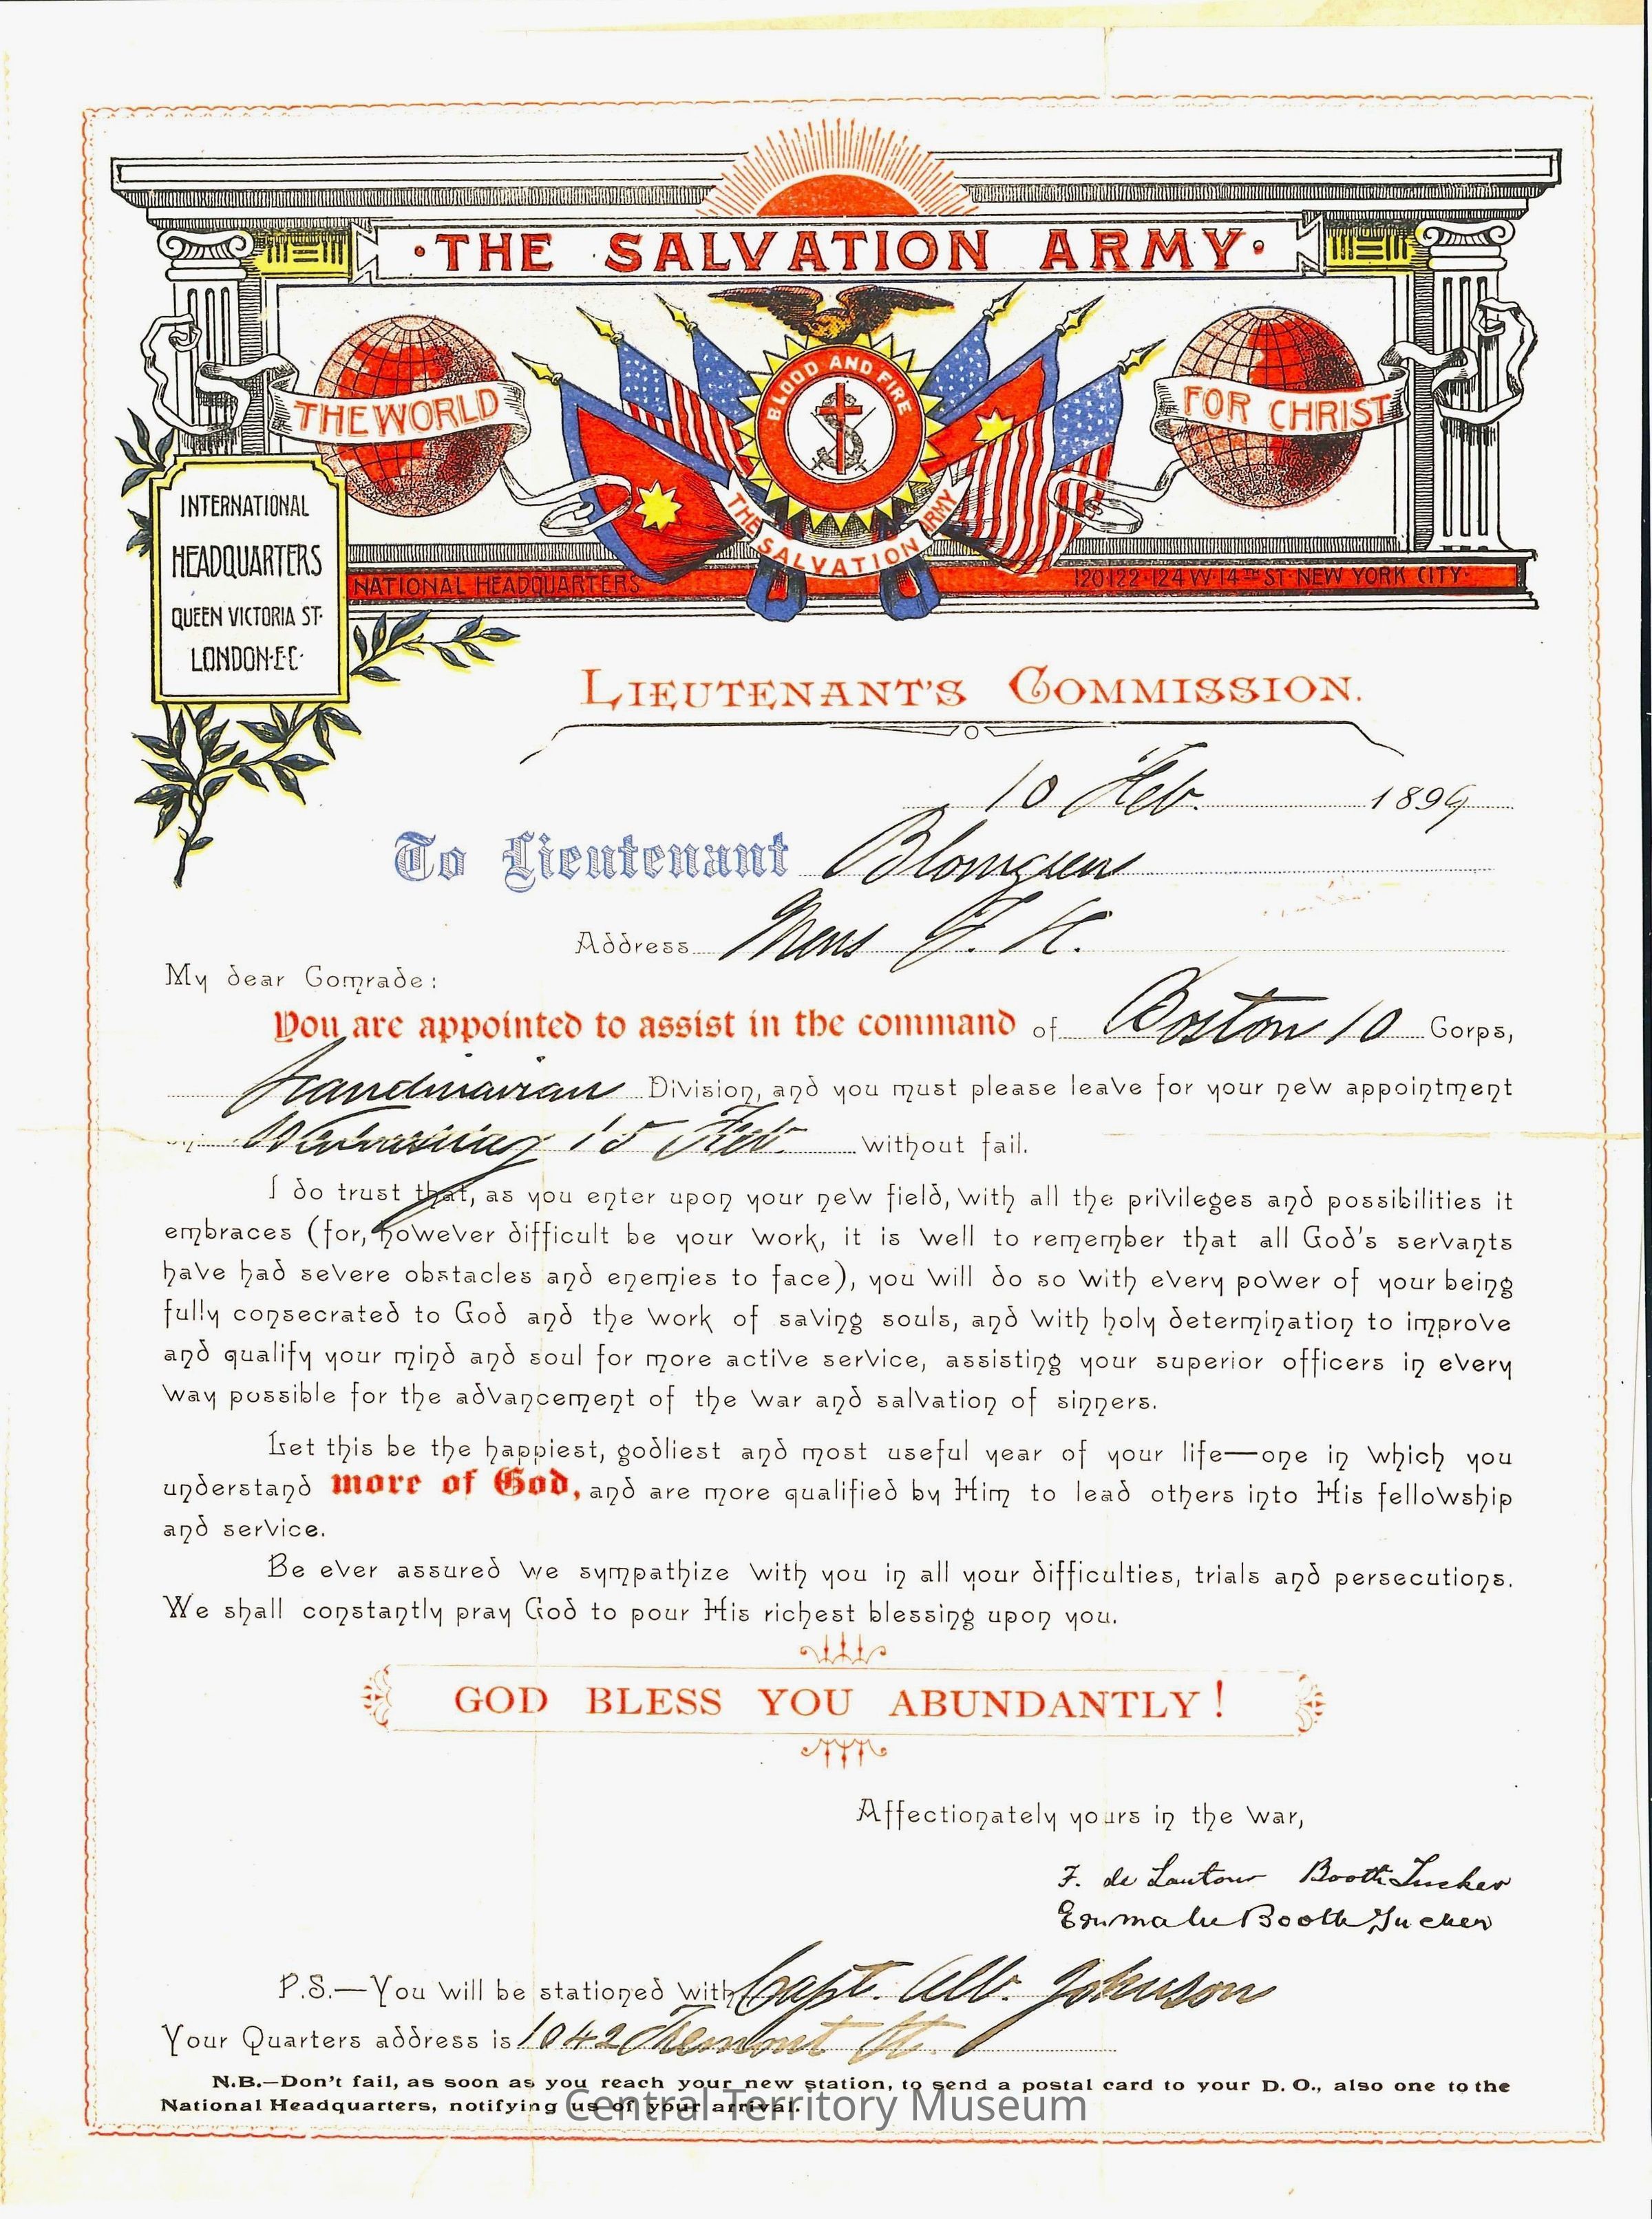 ·THE SALVATION ARMY·
BLOOD AND FIRE
THE WORLD
FOR CHRIST
THE SALVATION ARMY
INTERNATIONAL
HEADQUARTERS
QUEEN VICTORIA ST·
LONDON·E·C·
NATIONAL HEADQUARTERS
120·122·124 W·14TH ST·NEW YORK CITY·
LIEUTENANT'S COMMISSION.
10 Feb. 1899
To Lieutenant Blomgren
Address Mens T. H.
My dear Comrade:
You are appointed to assist in the command of Boston 10 Corps,
Scandinavian Division, and you must please leave for your new appointment
15 Feb. without fail.
I do trust that, as you enter upon your new field, with all the privileges and possibilities it
embraces (for, however difficult be your work, it is well to remember that all God's servants
have had severe obstacles and enemies to face), you will do so with every power of your being
fully consecrated to God and the work of saving souls, and with holy determination to improve
and qualify your mind and soul for more active service, assisting your superior officers in every
way possible for the advancement of the war and salvation of sinners.
Let this be the happiest, godliest and most useful year of your life—one in which you
understand more of God, and are more qualified by Him to lead others into His fellowship
and service.
Be ever assured we sympathize with you in all your difficulties, trials and persecutions.
We shall constantly pray God to pour His richest blessing upon you.
GOD BLESS YOU ABUNDANTLY!
Affectionately yours in the war,
F. de Lautour Booth Tucker
Emma Booth Tucker
P.S.—You will be stationed with Capt. Alb. Johnson
Your Quarters address is 1042 Tremont St.
N.B.—Don't fail, as soon as you reach your new station, to send a postal card to your D. O., also one to the
National Headquarters, notifying us of your arrival.
Central Territory Museum